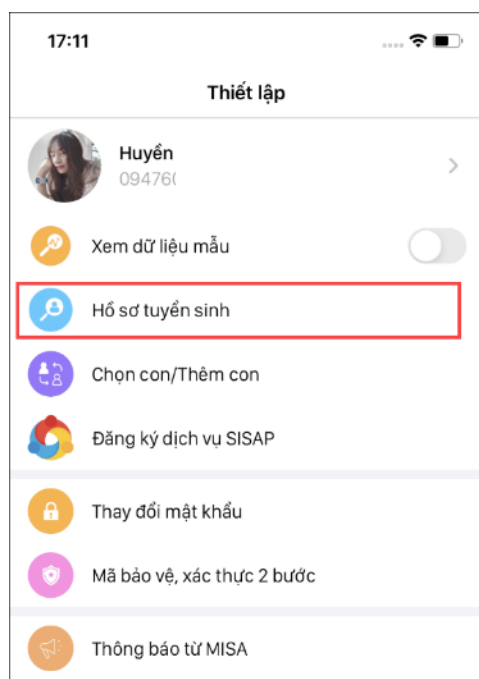 17:11
Thiết lập
Huyền
09476
Xem dữ liệu mẫu
Hồ sơ tuyển sinh
Chọn con/Thêm con
Đăng ký dịch vụ SISAP
Thay đổi mật khẩu
Mã bảo vệ, xác thực 2 bước
Thông báo từ MISA